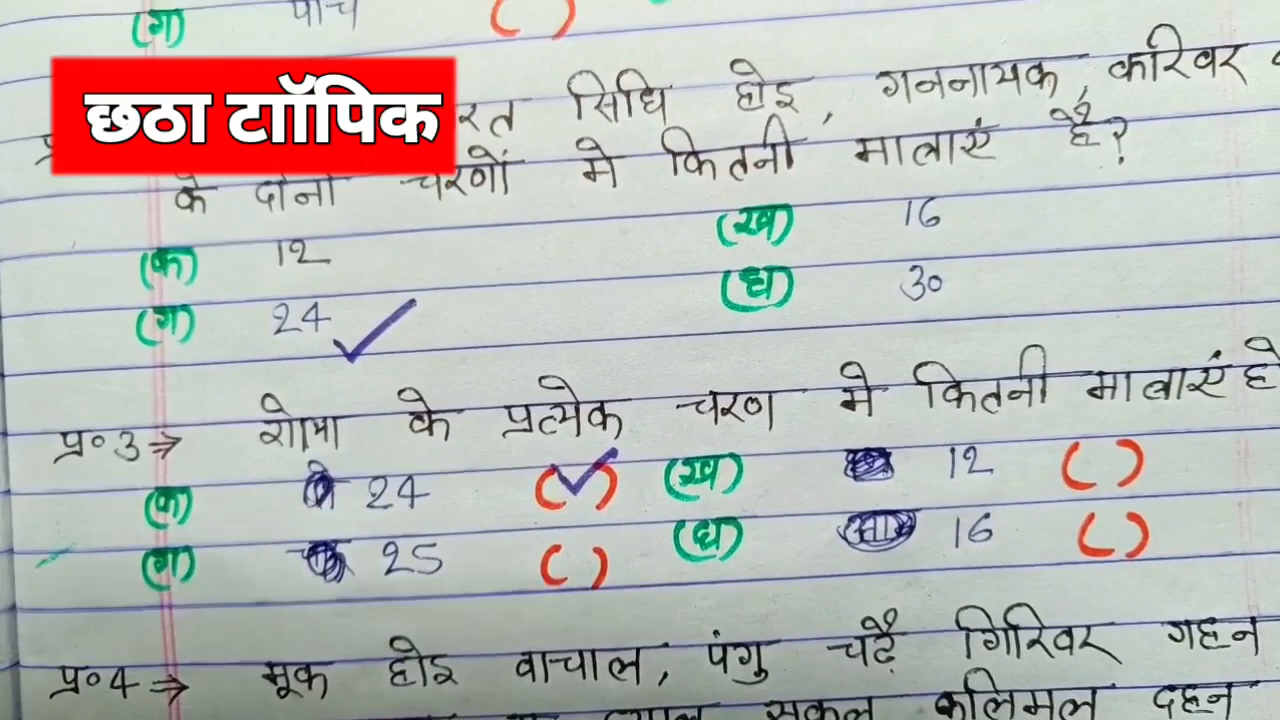 (ग) पाँच ( )
छठा टाॉपिक
रत सिधि होइ, गननायक, करिवर
के दोनों चरणों मे कितनी मालाएं है?
(क) 12 (ख) 16
(ग) 24 (घ) 30
प्र०3⇒ रोपा के प्रत्येक चरण मे कितनी मालाएं
(क) 24 ( ) (ख) 12 ( )
(ग) 25 ( ) (घ) 16 ( )
प्र०4⇒ मूक होइ वाचाल, पंगु चढ़ै गिरिवर गहन
सकल कलिमल दहन